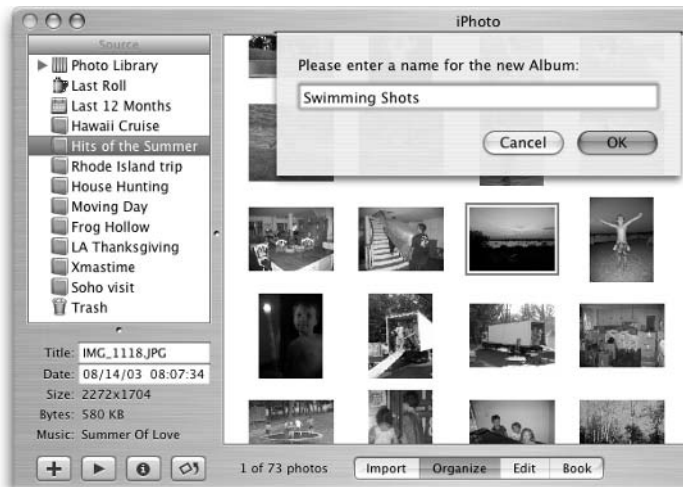 iPhoto
Source
Photo Library
Last Roll
Last 12 Months
Hawaii Cruise
Hits of the Summer
Rhode Island trip
House Hunting
Moving Day
Frog Hollow
LA Thanksgiving
Xmastime
Soho visit
Trash
Please enter a name for the new Album:
Swimming Shots
Cancel
OK
Title: IMG_1118.JPG
Date: 08/14/03 08:07:34
Size: 2272x1704
Bytes: 580 KB
Music: Summer Of Love
1 of 73 photos
Import
Organize
Edit
Book